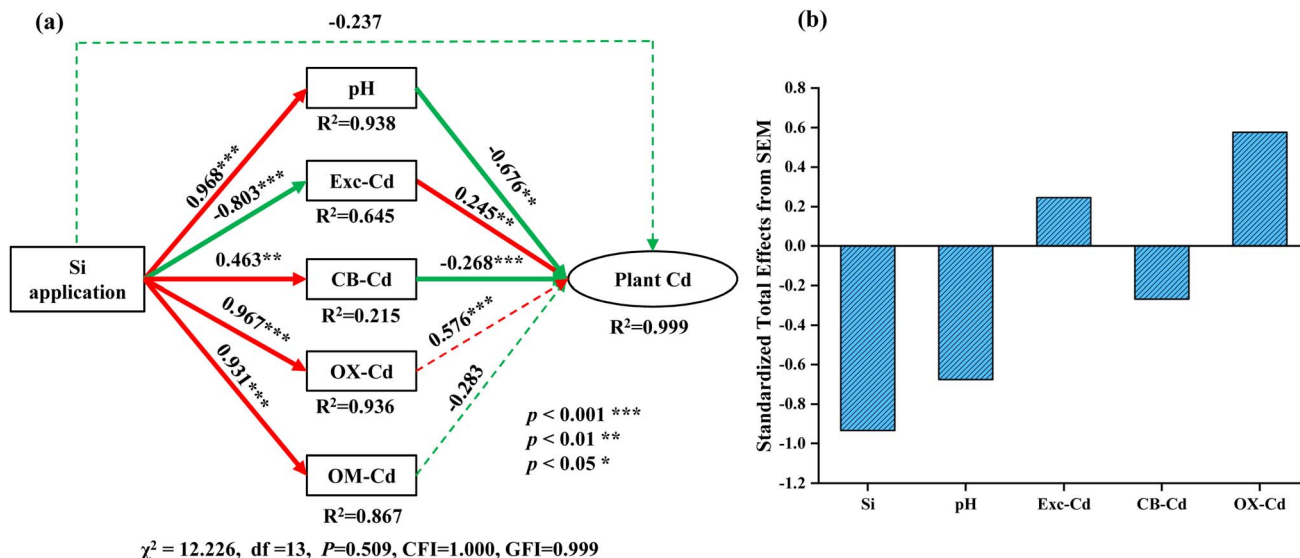 (a)
-0.237
pH
R²=0.938
0.968***
-0.676**
Exc-Cd
R²=0.645
-0.803***
0.245**
Si
application
CB-Cd
R²=0.215
0.463**
-0.268***
Plant Cd
R²=0.999
0.967***
0.576***
OX-Cd
R²=0.936
0.931***
-0.283
OM-Cd
R²=0.867
p < 0.001 ***
p < 0.01 **
p < 0.05 *
χ² = 12.226, df =13, P=0.509, CFI=1.000, GFI=0.999
(b)
Standardized Total Effects from SEM
0.8
0.6
0.4
0.2
0.0
-0.2
-0.4
-0.6
-0.8
-1.0
-1.2
Si pH Exc-Cd CB-Cd OX-Cd